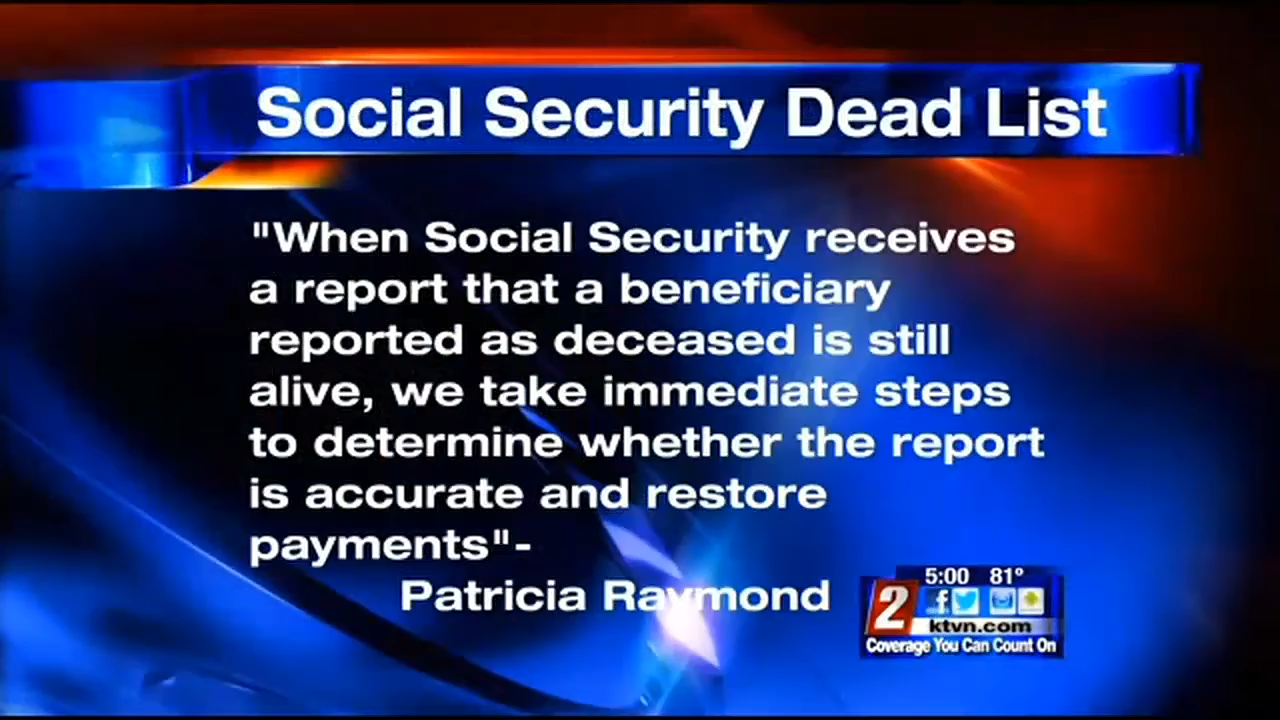 Social Security Dead List
"When Social Security receives
a report that a beneficiary
reported as deceased is still
alive, we take immediate steps
to determine whether the report
is accurate and restore
payments"-
Patricia Raymond
5:00 81°
2
ktvn.com
Coverage You Can Count On